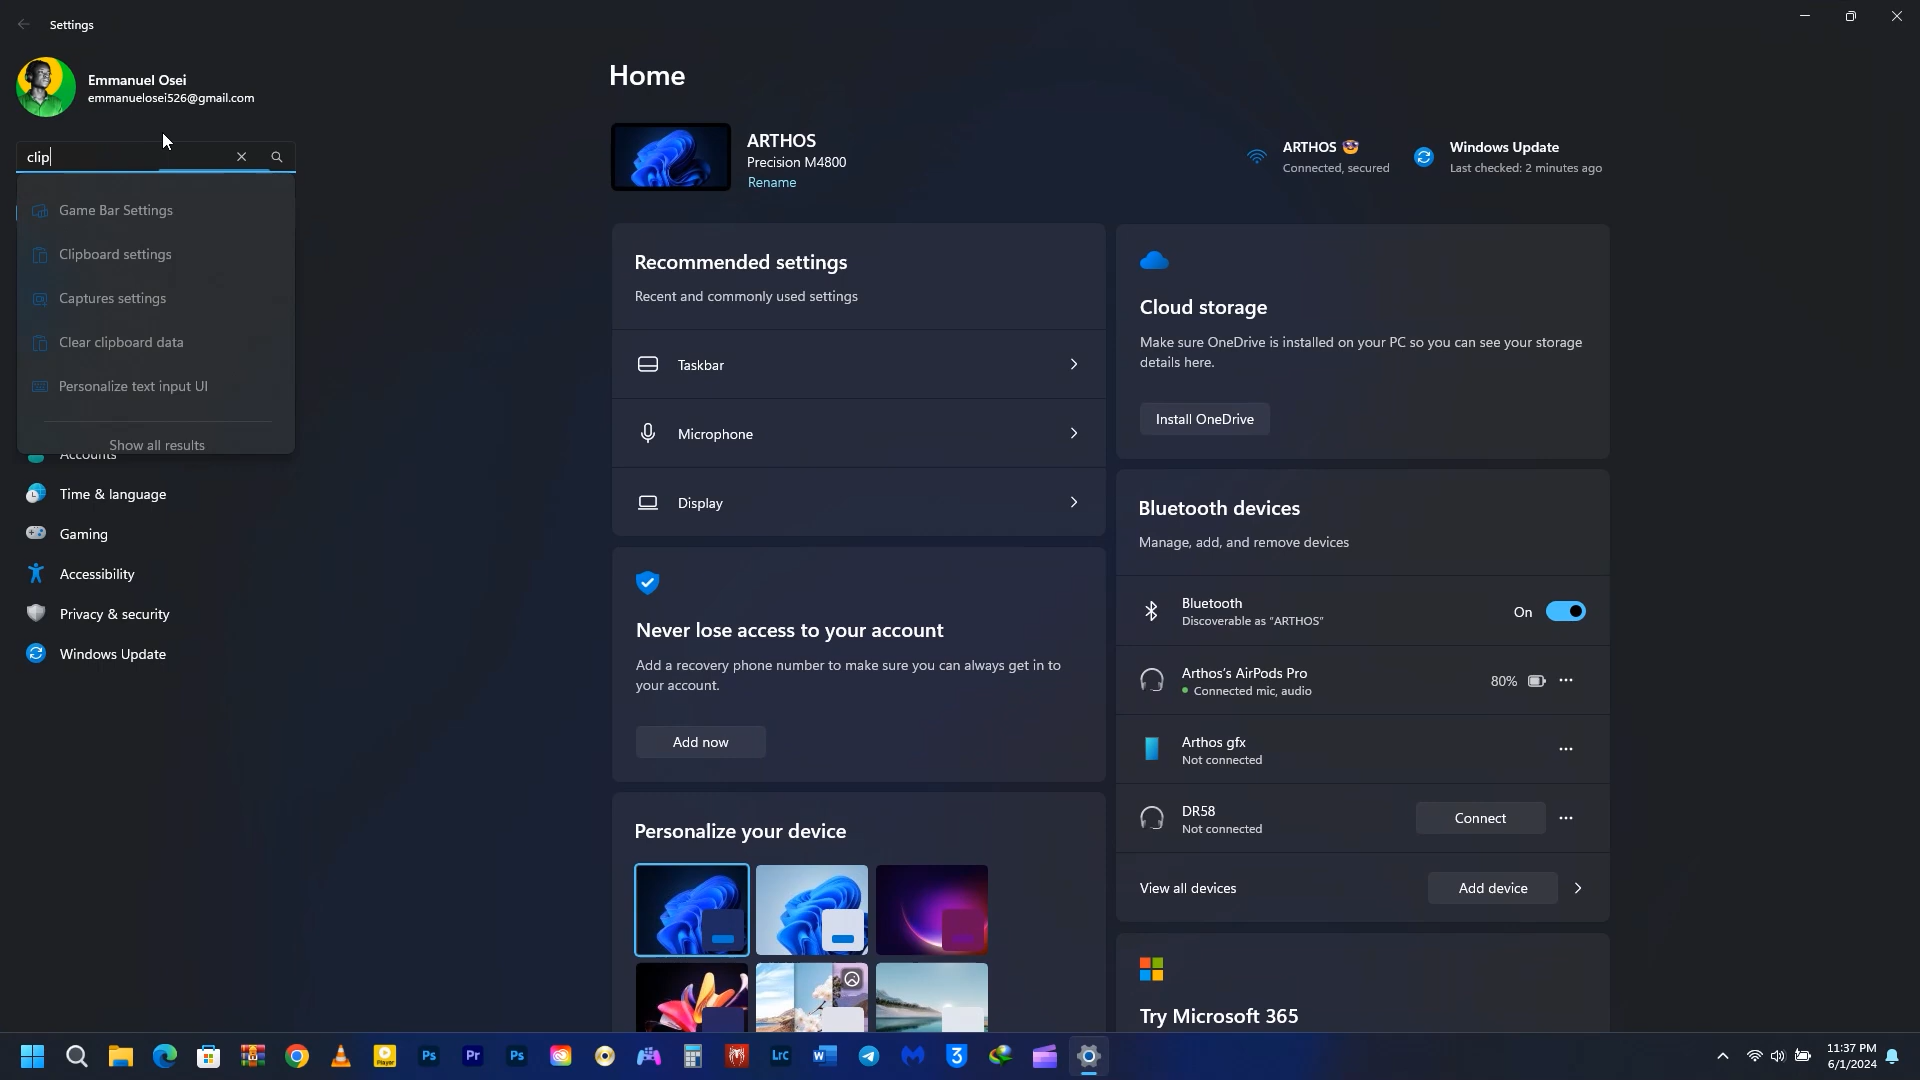 Settings
Emmanuel Osei
emmanuelosei526@gmail.com
clip
Game Bar Settings
Clipboard settings
Captures settings
Clear clipboard data
Personalize text input UI
Show all results
Accounts
Time & language
Gaming
Accessibility
Privacy & security
Windows Update
Home
ARTHOS
Precision M4800
Rename
ARTHOS
Connected, secured
Windows Update
Last checked: 2 minutes ago
Recommended settings
Recent and commonly used settings
Taskbar
Microphone
Display
Never lose access to your account
Add a recovery phone number to make sure you can always get in to
your account.
Add now
Personalize your device
Cloud storage
Make sure OneDrive is installed on your PC so you can see your storage
details here.
Install OneDrive
Bluetooth devices
Manage, add, and remove devices
Bluetooth
Discoverable as "ARTHOS"
On
Arthos's AirPods Pro
Connected mic, audio
80%
Arthos gfx
Not connected
DR58
Not connected
Connect
View all devices
Add device
Try Microsoft 365
Player
Ps
Pr
Ps
LrC
W
3
11:37 PM
6/1/2024